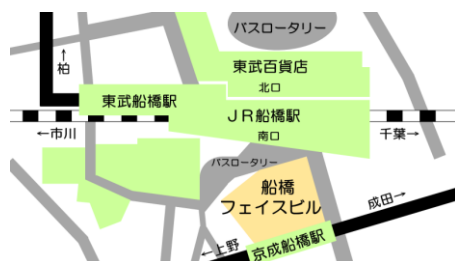 バスロータリー
←柏
東武百貨店
北口
東武船橋駅
JR船橋駅
←市川
南口
千葉→
バスロータリー
船橋
フェイスビル
成田→
←上野
京成船橋駅